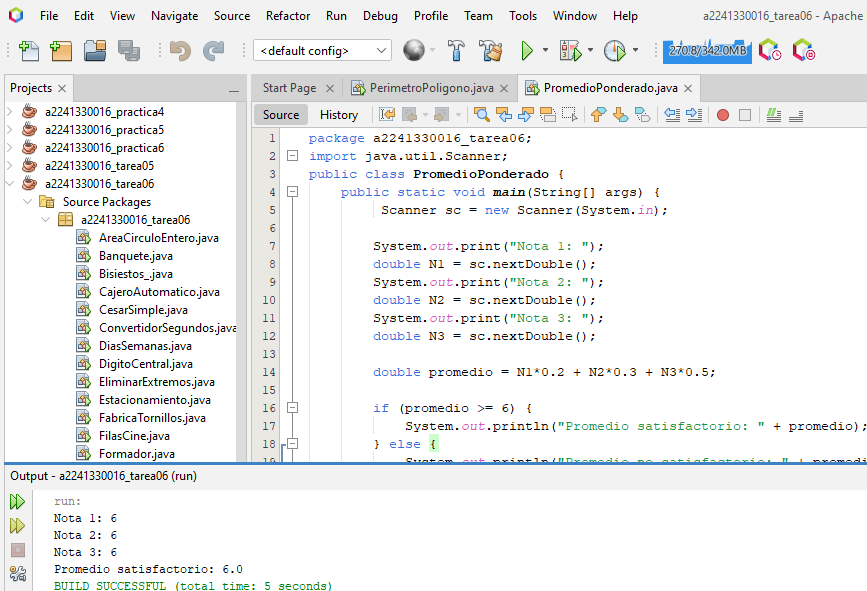 File Edit View Navigate Source Refactor Run Debug Profile Team Tools Window Help a2241330016_tarea06 - Apache
<default config> 270.8/342.0MB
Projects
a2241330016_practica4
a2241330016_practica5
a2241330016_practica6
a2241330016_tarea05
a2241330016_tarea06
Source Packages
a2241330016_tarea06
AreaCirculoEntero.java
Banquete.java
Bisiestos_.java
CajeroAutomatico.java
CesarSimple.java
ConvertidorSegundos.java
DiasSemanas.java
DigitoCentral.java
EliminarExtremos.java
Estacionamiento.java
FabricaTornillos.java
FilasCine.java
Formador.java
Start Page PerimetroPoligono.java PromedioPonderado.java
Source History
1 package a2241330016_tarea06;
2 import java.util.Scanner;
3 public class PromedioPonderado {
4 public static void main(String[] args) {
5 Scanner sc = new Scanner(System.in);
6
7 System.out.print("Nota 1: ");
8 double N1 = sc.nextDouble();
9 System.out.print("Nota 2: ");
10 double N2 = sc.nextDouble();
11 System.out.print("Nota 3: ");
12 double N3 = sc.nextDouble();
13
14 double promedio = N1*0.2 + N2*0.3 + N3*0.5;
15
16 if (promedio >= 6) {
17 System.out.println("Promedio satisfactorio: " + promedio);
18 } else {
19 System.out.println("Promedio no satisfactorio: " + promedi
Output - a2241330016_tarea06 (run)
run:
Nota 1: 6
Nota 2: 6
Nota 3: 6
Promedio satisfactorio: 6.0
BUILD SUCCESSFUL (total time: 5 seconds)